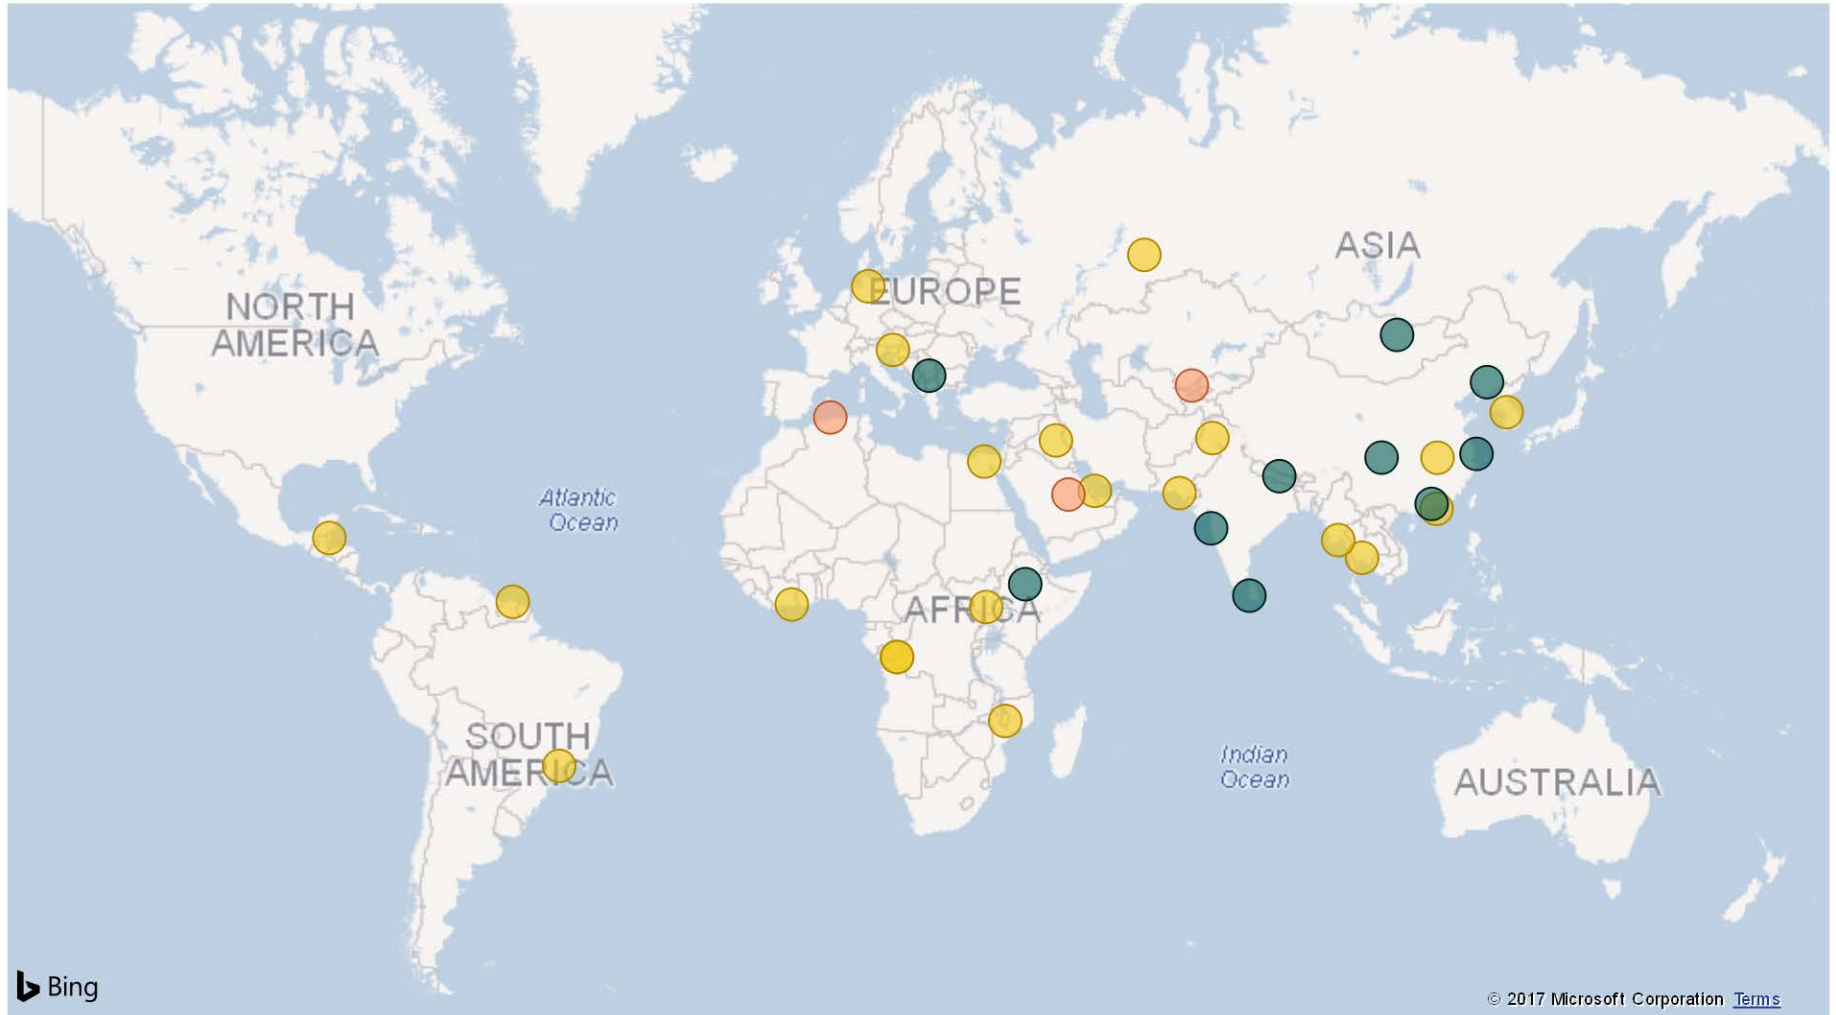 ASIA
EUROPE
NORTH
AMERICA
Atlantic
Ocean
AFRICA
SOUTH
AMERICA
Indian
Ocean
AUSTRALIA
Bing
© 2017 Microsoft Corporation Terms